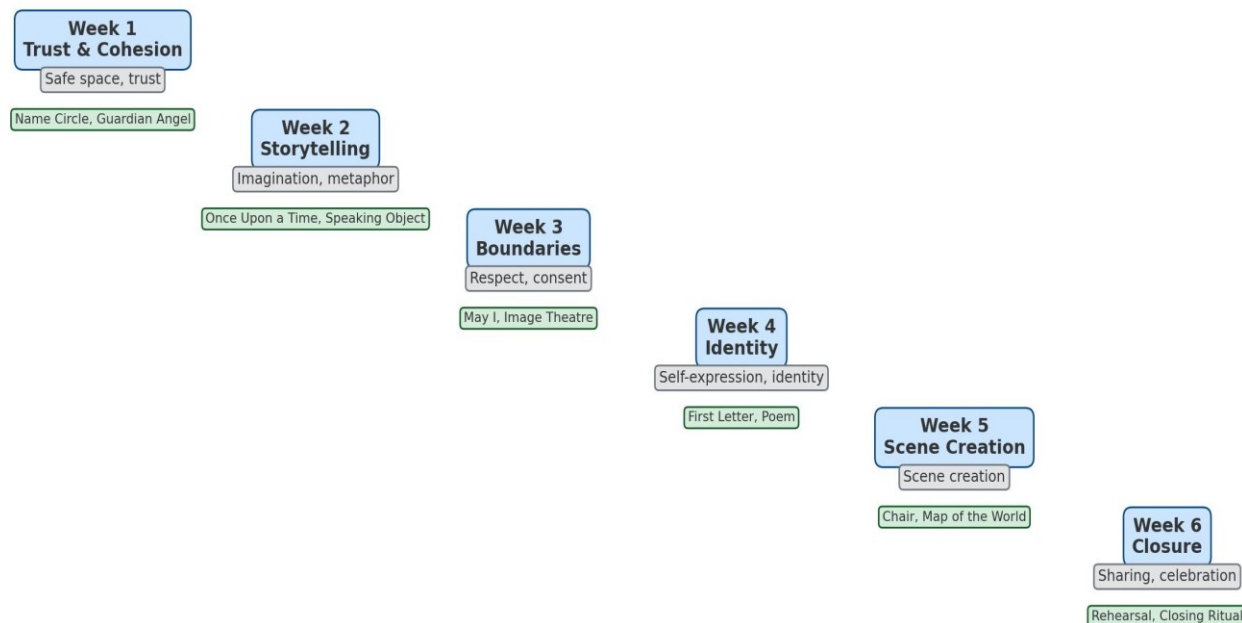 Week 1
Trust & Cohesion
Safe space, trust
Name Circle, Guardian Angel
Week 2
Storytelling
Imagination, metaphor
Once Upon a Time, Speaking Object
Week 3
Boundaries
Respect, consent
May I, Image Theatre
Week 4
Identity
Self-expression, identity
First Letter, Poem
Week 5
Scene Creation
Scene creation
Chair, Map of the World
Week 6
Closure
Sharing, celebration
Rehearsal, Closing Ritual